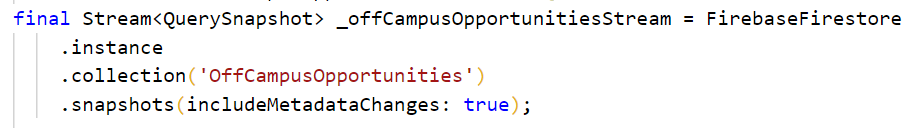 final Stream<QuerySnapshot> _offCampusOpportunitiesStream = FirebaseFirestore
    .instance
    .collection('OffCampusOpportunities')
    .snapshots(includeMetadataChanges: true);